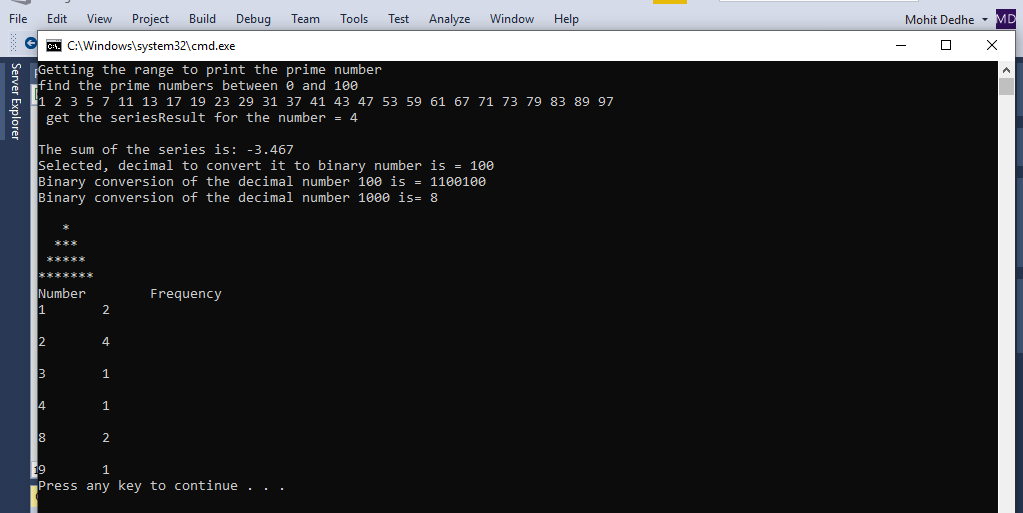 File Edit View Project Build Debug Team Tools Test Analyze Window Help Mohit Dedhe MD
C:\Windows\system32\cmd.exe
Server Explorer
Getting the range to print the prime number
find the prime numbers between 0 and 100
1 2 3 5 7 11 13 17 19 23 29 31 37 41 43 47 53 59 61 67 71 73 79 83 89 97
get the seriesResult for the number = 4
The sum of the series is: -3.467
Selected, decimal to convert it to binary number is = 100
Binary conversion of the decimal number 100 is = 1100100
Binary conversion of the decimal number 1000 is= 8
*
***
*****
*******
Number Frequency
1 2
2 4
3 1
4 1
8 2
9 1
Press any key to continue . . .